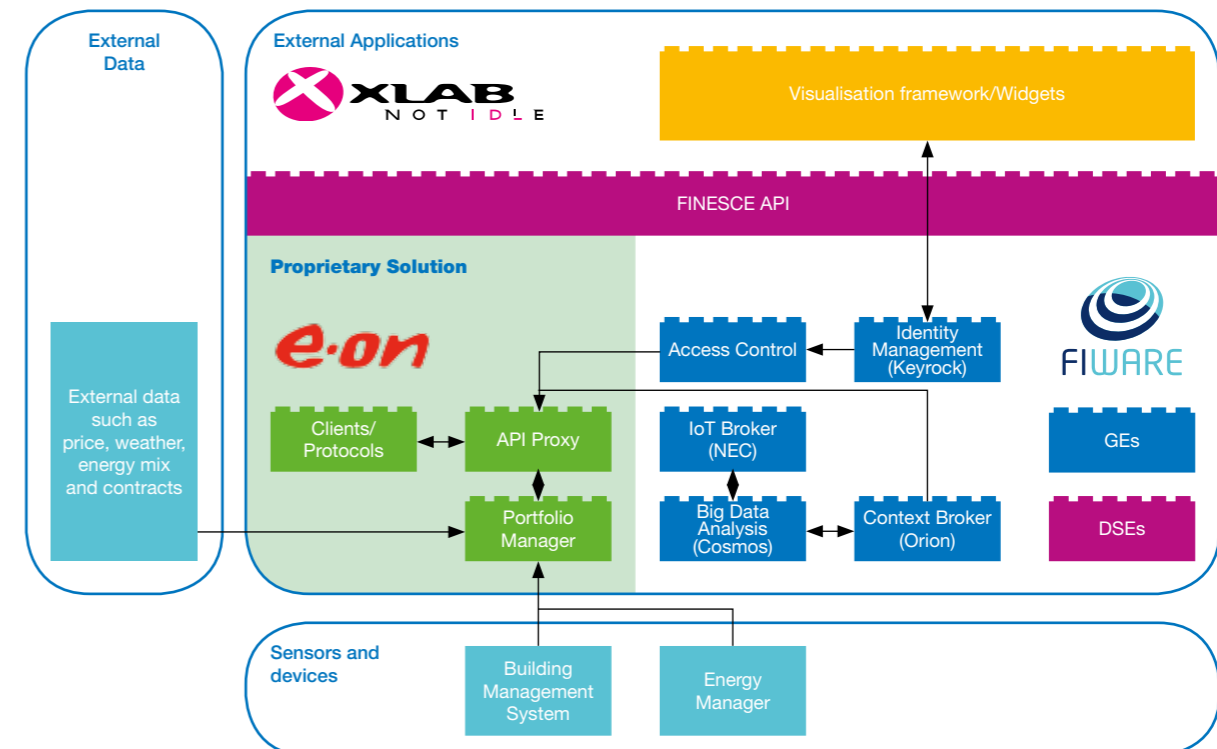 External
Data
External Applications
XLAB
NOT IDLE
Visualisation framework/Widgets
FINESCE API
Proprietary Solution
e·on
Access Control
Identity
Management
(Keyrock)
FIWARE
External data
such as
price, weather,
energy mix
and contracts
Clients/
Protocols
API Proxy
IoT Broker
(NEC)
GEs
Portfolio
Manager
Big Data
Analysis
(Cosmos)
Context Broker
(Orion)
DSEs
Sensors and
devices
Building
Management
System
Energy
Manager